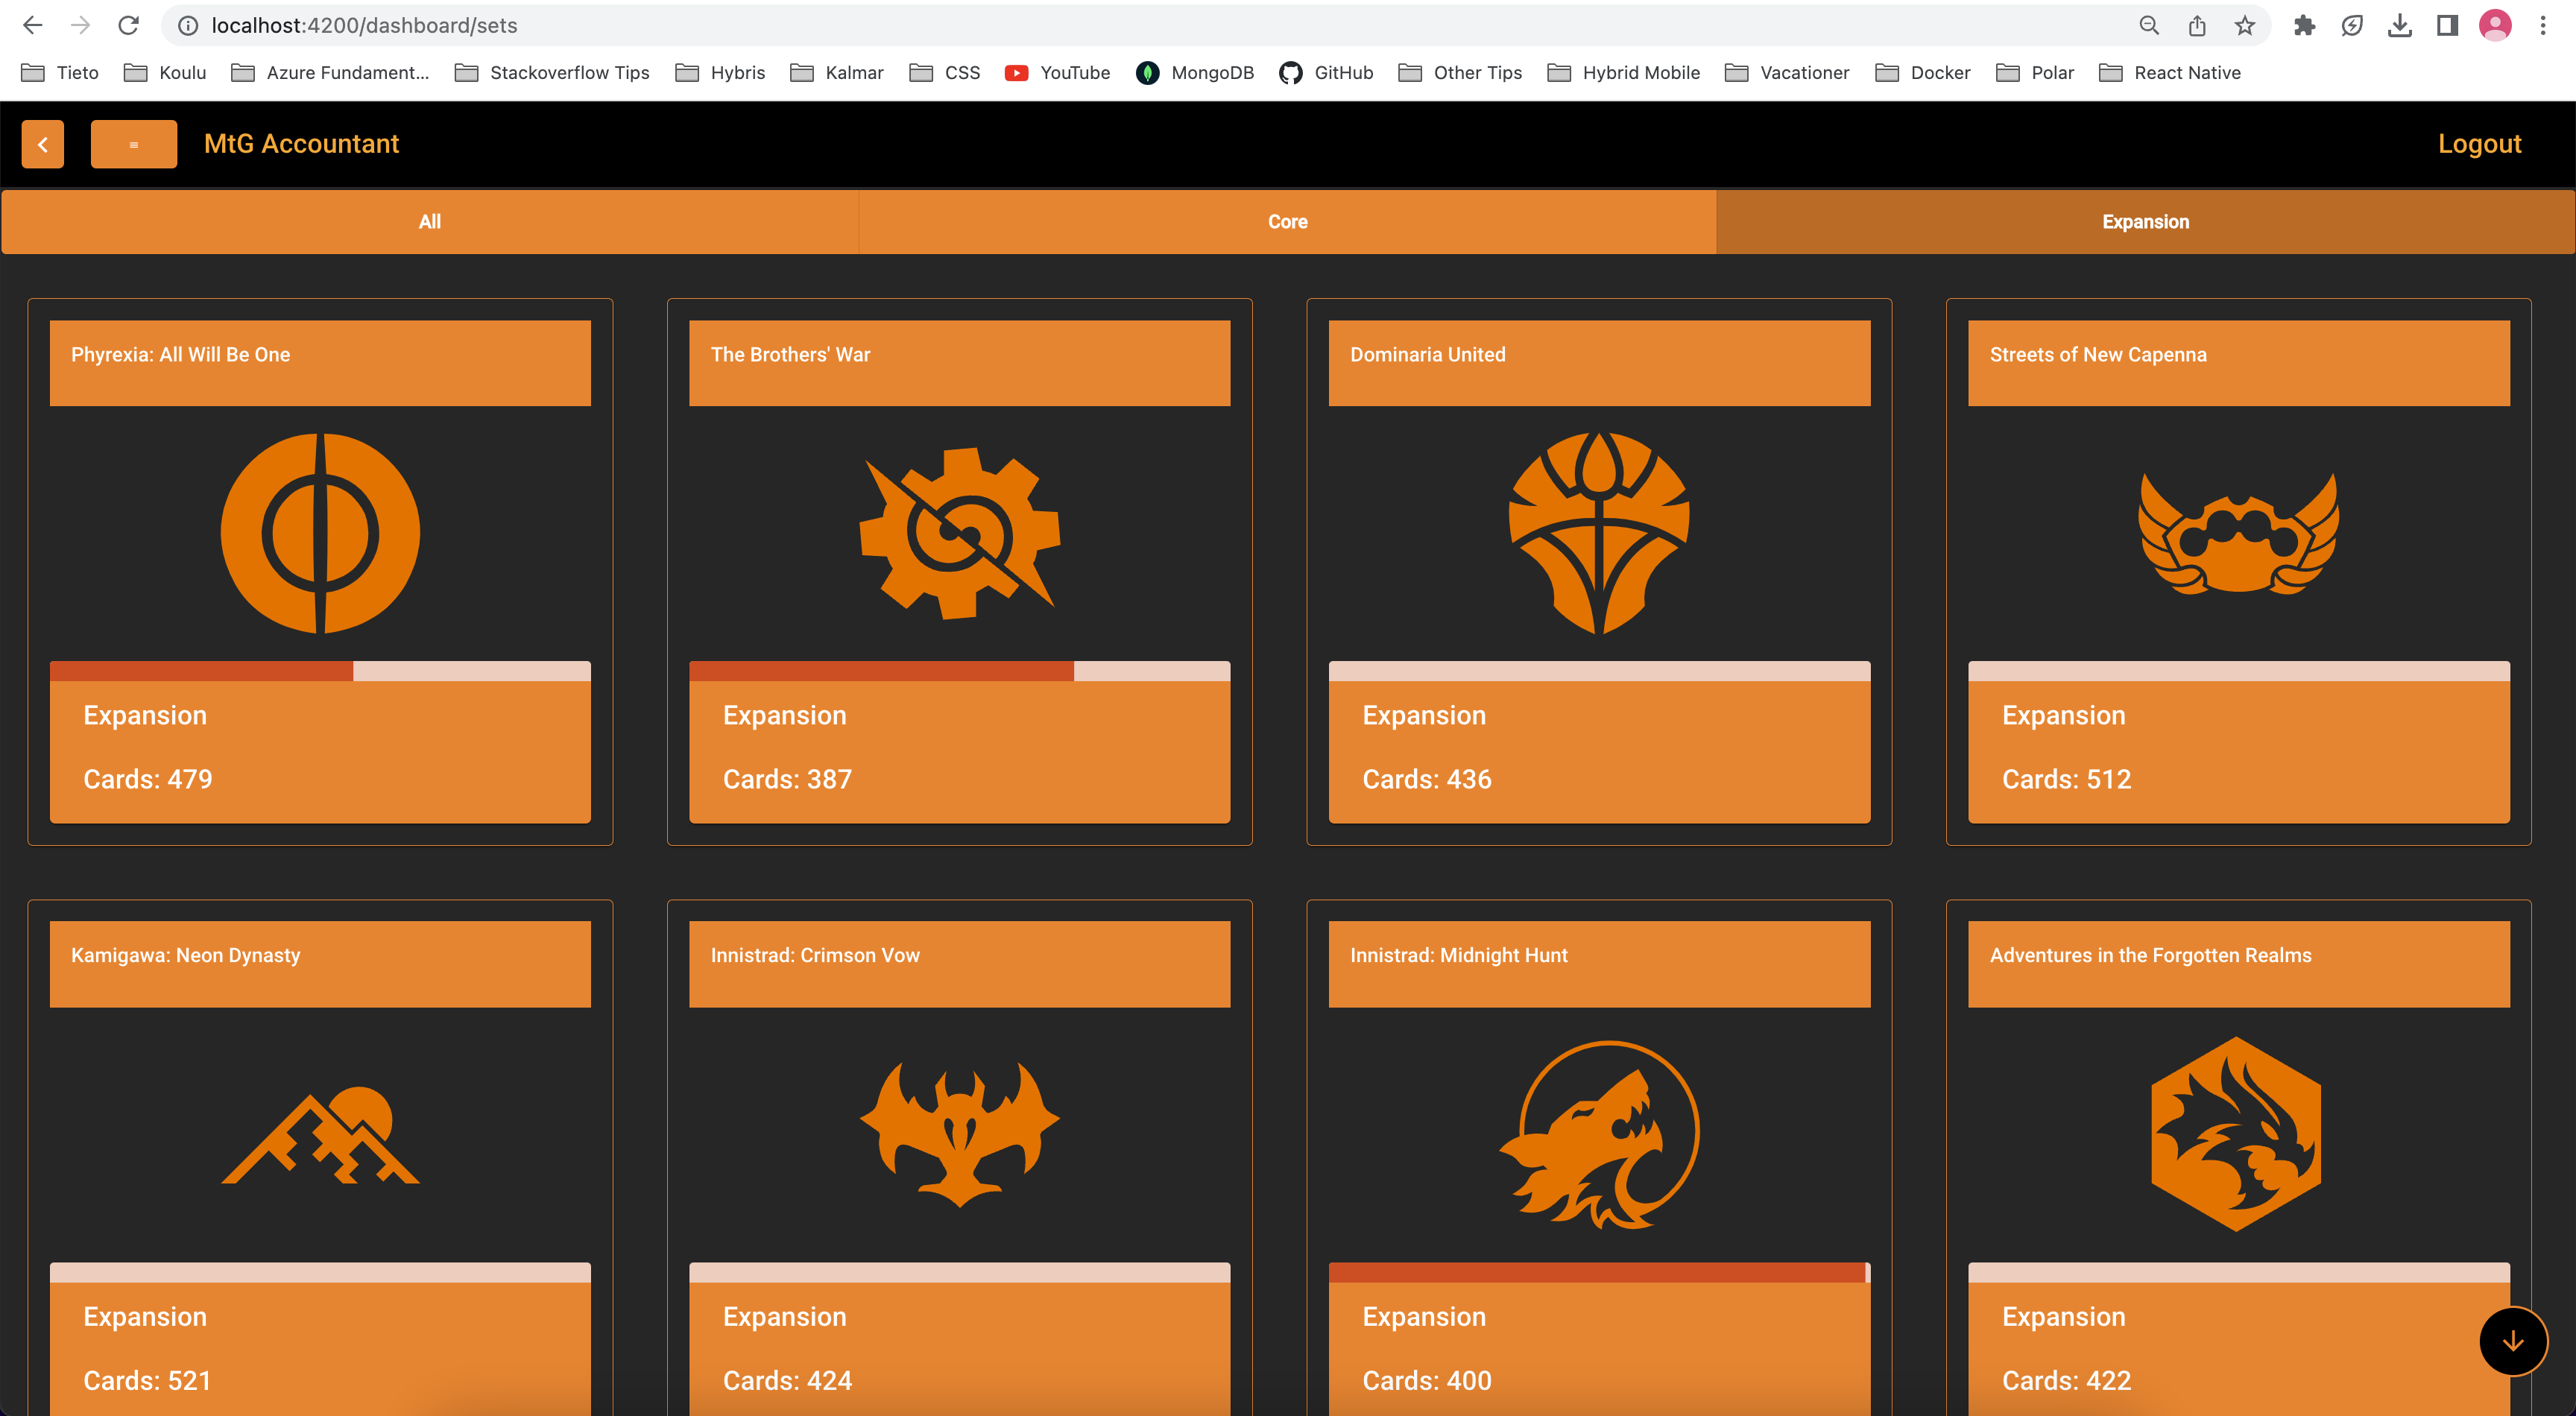 localhost:4200/dashboard/sets
Tieto Koulu Azure Fundament... Stackoverflow Tips Hybris Kalmar CSS YouTube MongoDB GitHub Other Tips Hybrid Mobile Vacationer Docker Polar React Native
MtG Accountant Logout
All Core Expansion
Phyrexia: All Will Be One
Expansion
Cards: 479
The Brothers' War
Expansion
Cards: 387
Dominaria United
Expansion
Cards: 436
Streets of New Capenna
Expansion
Cards: 512
Kamigawa: Neon Dynasty
Expansion
Cards: 521
Innistrad: Crimson Vow
Expansion
Cards: 424
Innistrad: Midnight Hunt
Expansion
Cards: 400
Adventures in the Forgotten Realms
Expansion
Cards: 422